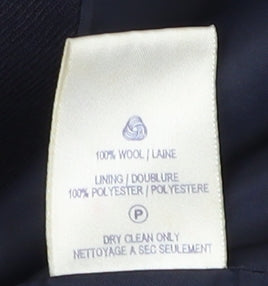 100% WOOL / LAINE
LINING / DOUBLURE
100% POLYESTER / POLYESTERE
P
DRY CLEAN ONLY
NETTOYAGE A SEC SEULEMENT